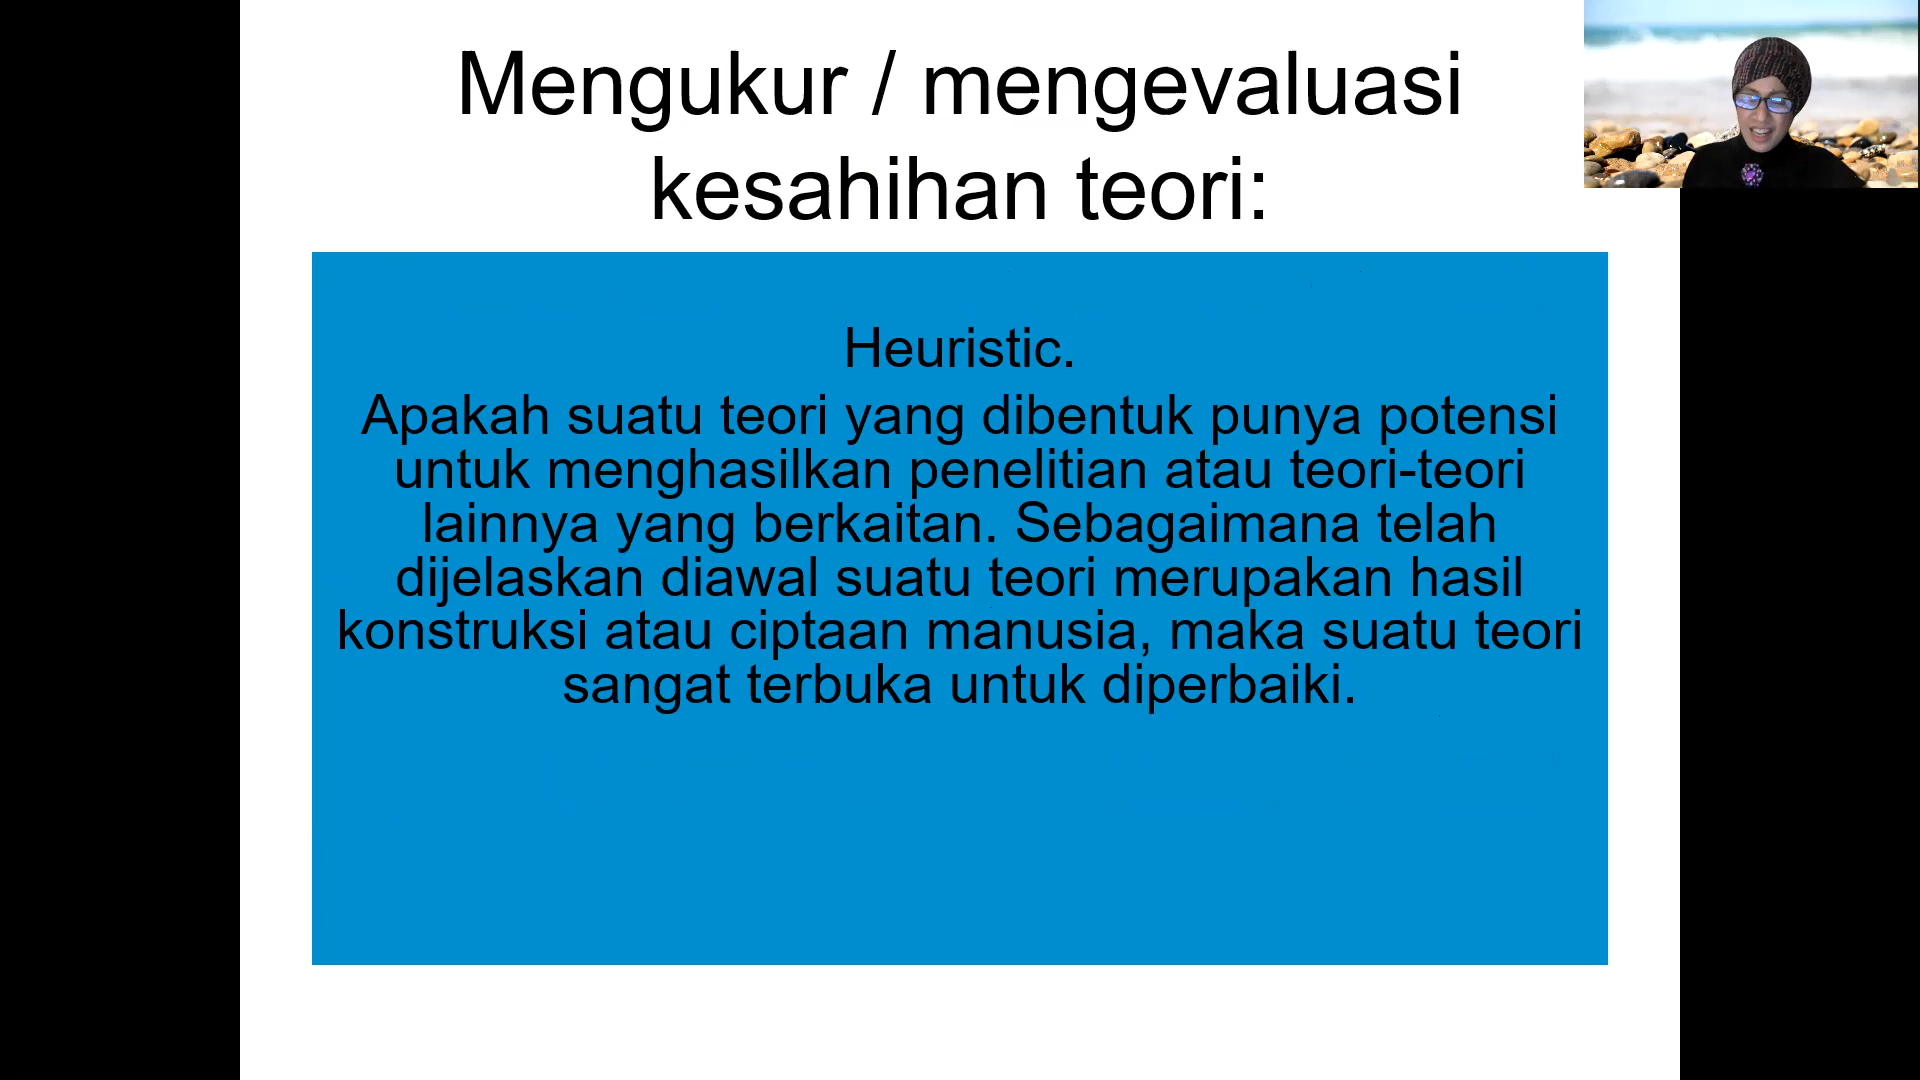 Mengukur / mengevaluasi
kesahihan teori:
Heuristic.
Apakah suatu teori yang dibentuk punya potensi
untuk menghasilkan penelitian atau teori-teori
lainnya yang berkaitan. Sebagaimana telah
dijelaskan diawal suatu teori merupakan hasil
konstruksi atau ciptaan manusia, maka suatu teori
sangat terbuka untuk diperbaiki.